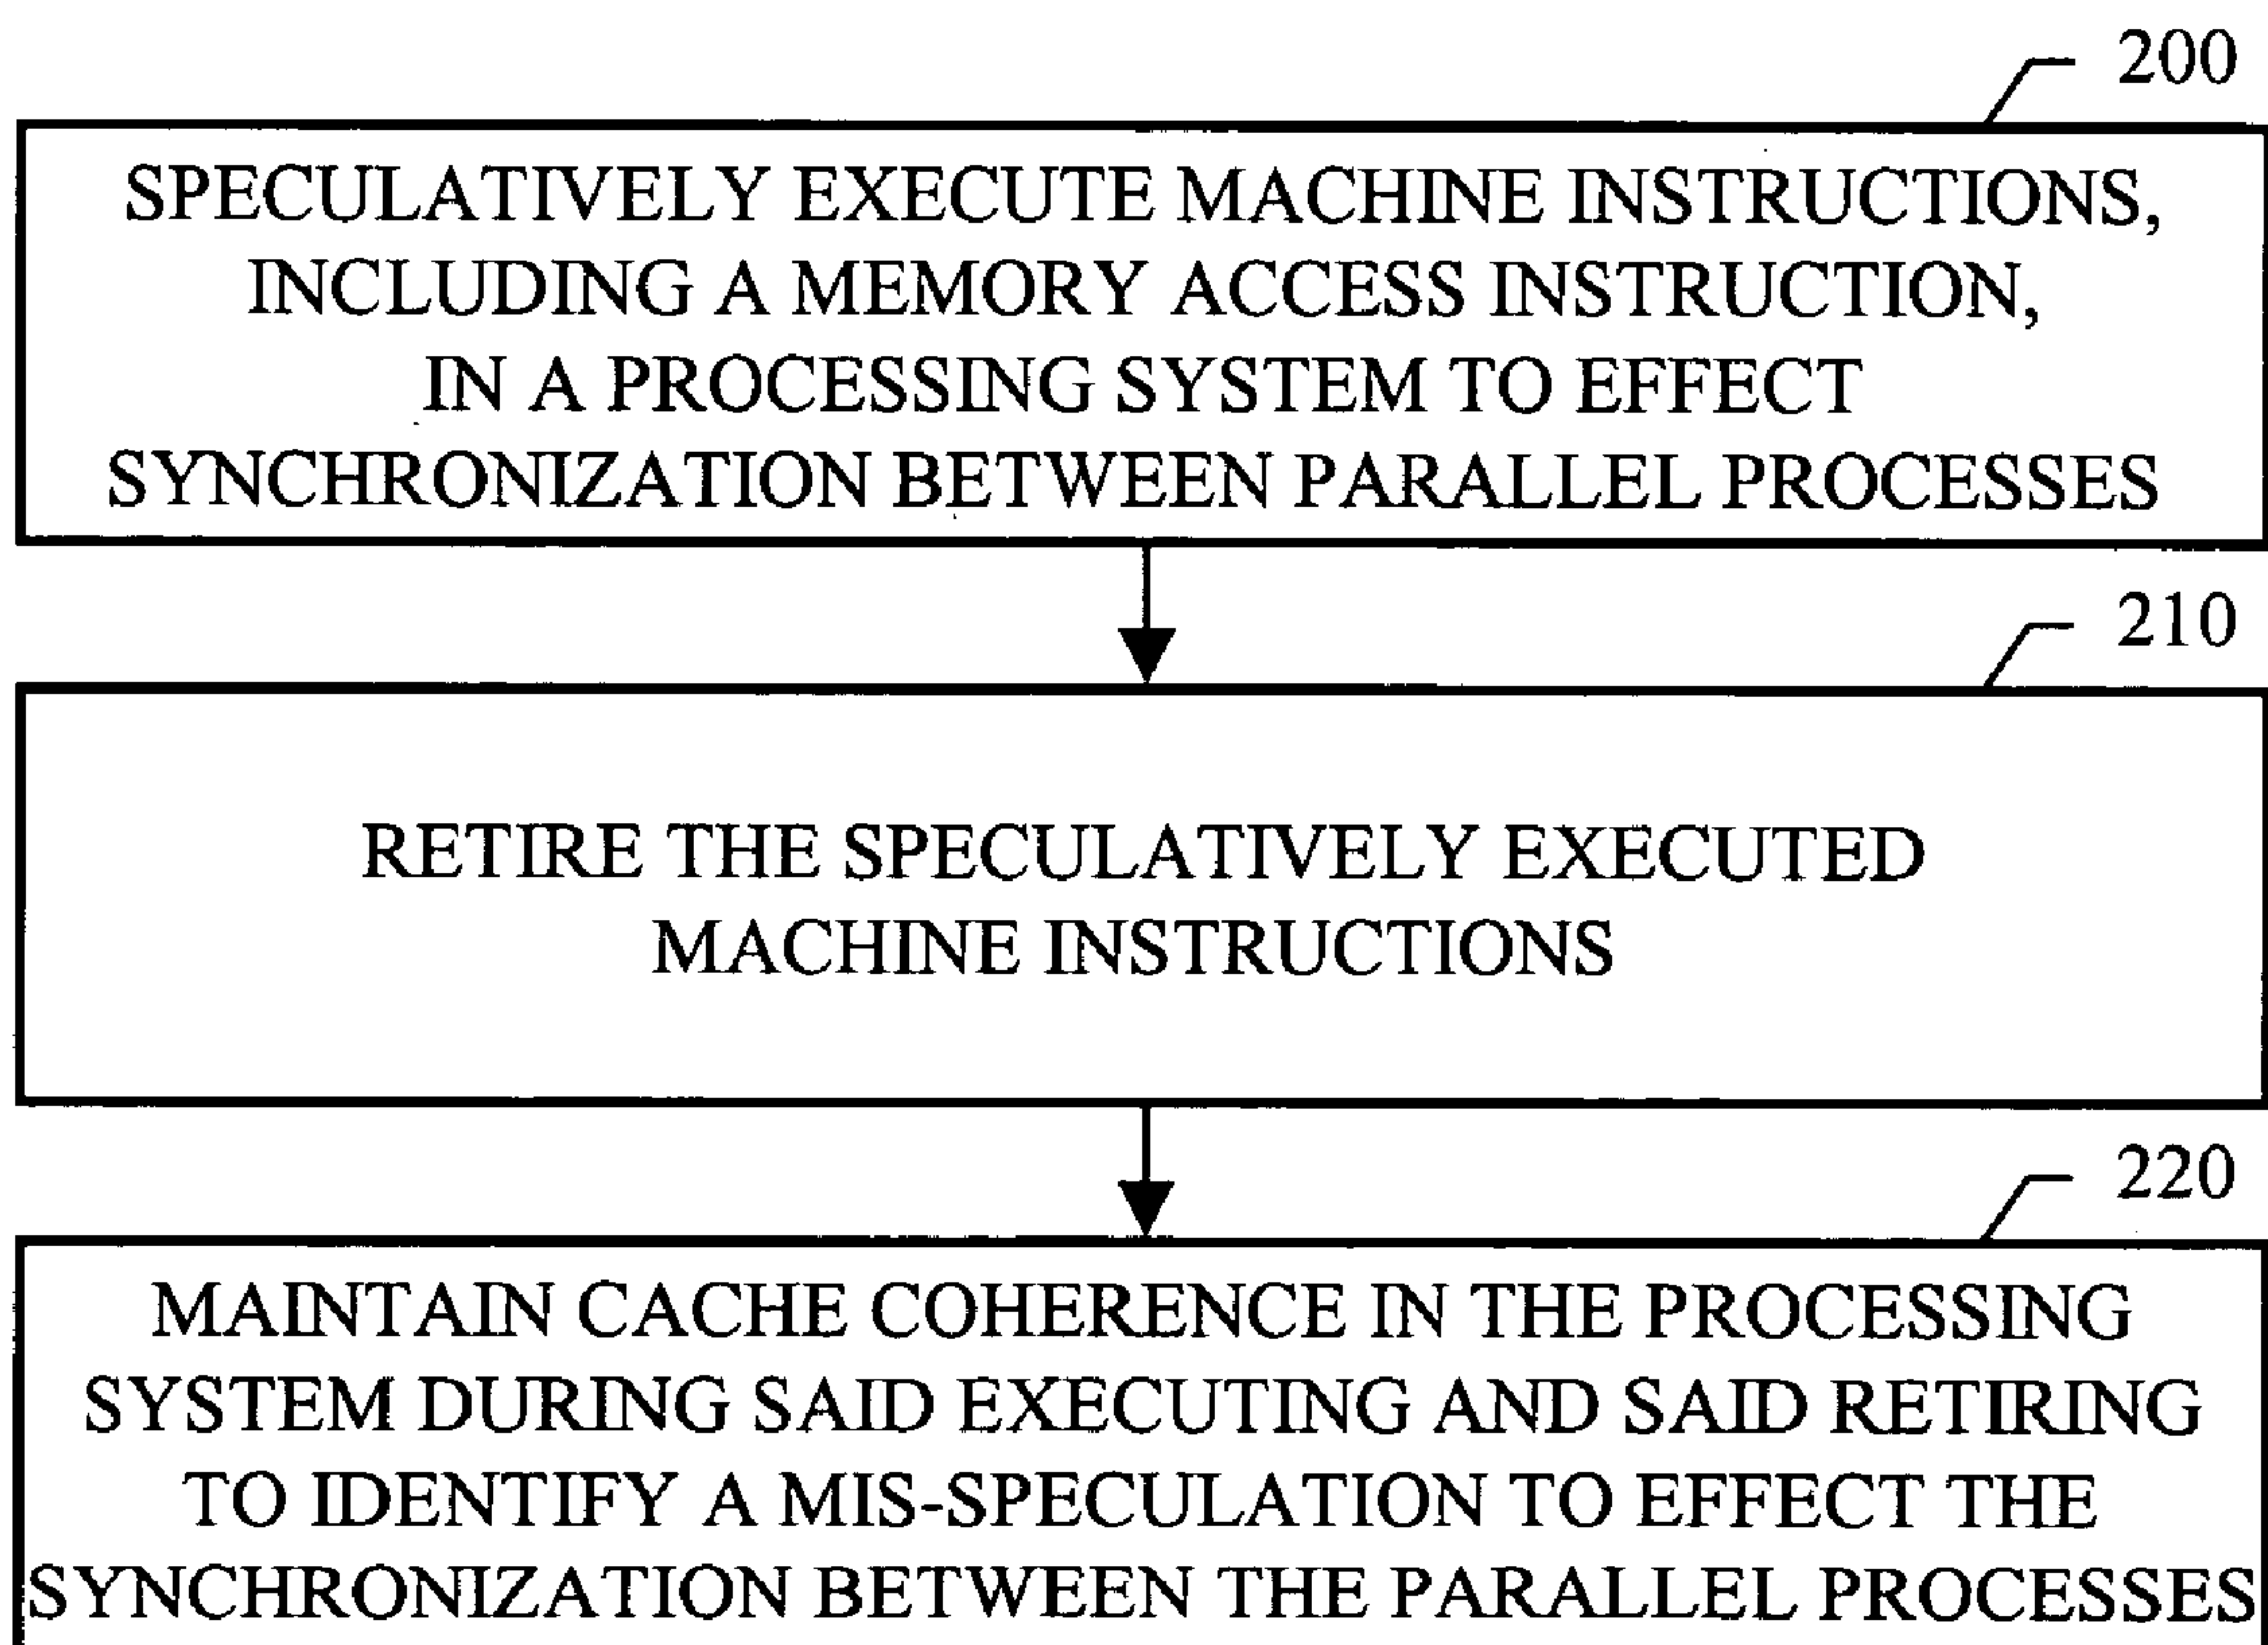 200
SPECULATIVELY EXECUTE MACHINE INSTRUCTIONS,
INCLUDING A MEMORY ACCESS INSTRUCTION,
IN A PROCESSING SYSTEM TO EFFECT
SYNCHRONIZATION BETWEEN PARALLEL PROCESSES
210
RETIRE THE SPECULATIVELY EXECUTED
MACHINE INSTRUCTIONS
220
MAINTAIN CACHE COHERENCE IN THE PROCESSING
SYSTEM DURING SAID EXECUTING AND SAID RETIRING
TO IDENTIFY A MIS-SPECULATION TO EFFECT THE
SYNCHRONIZATION BETWEEN THE PARALLEL PROCESSES